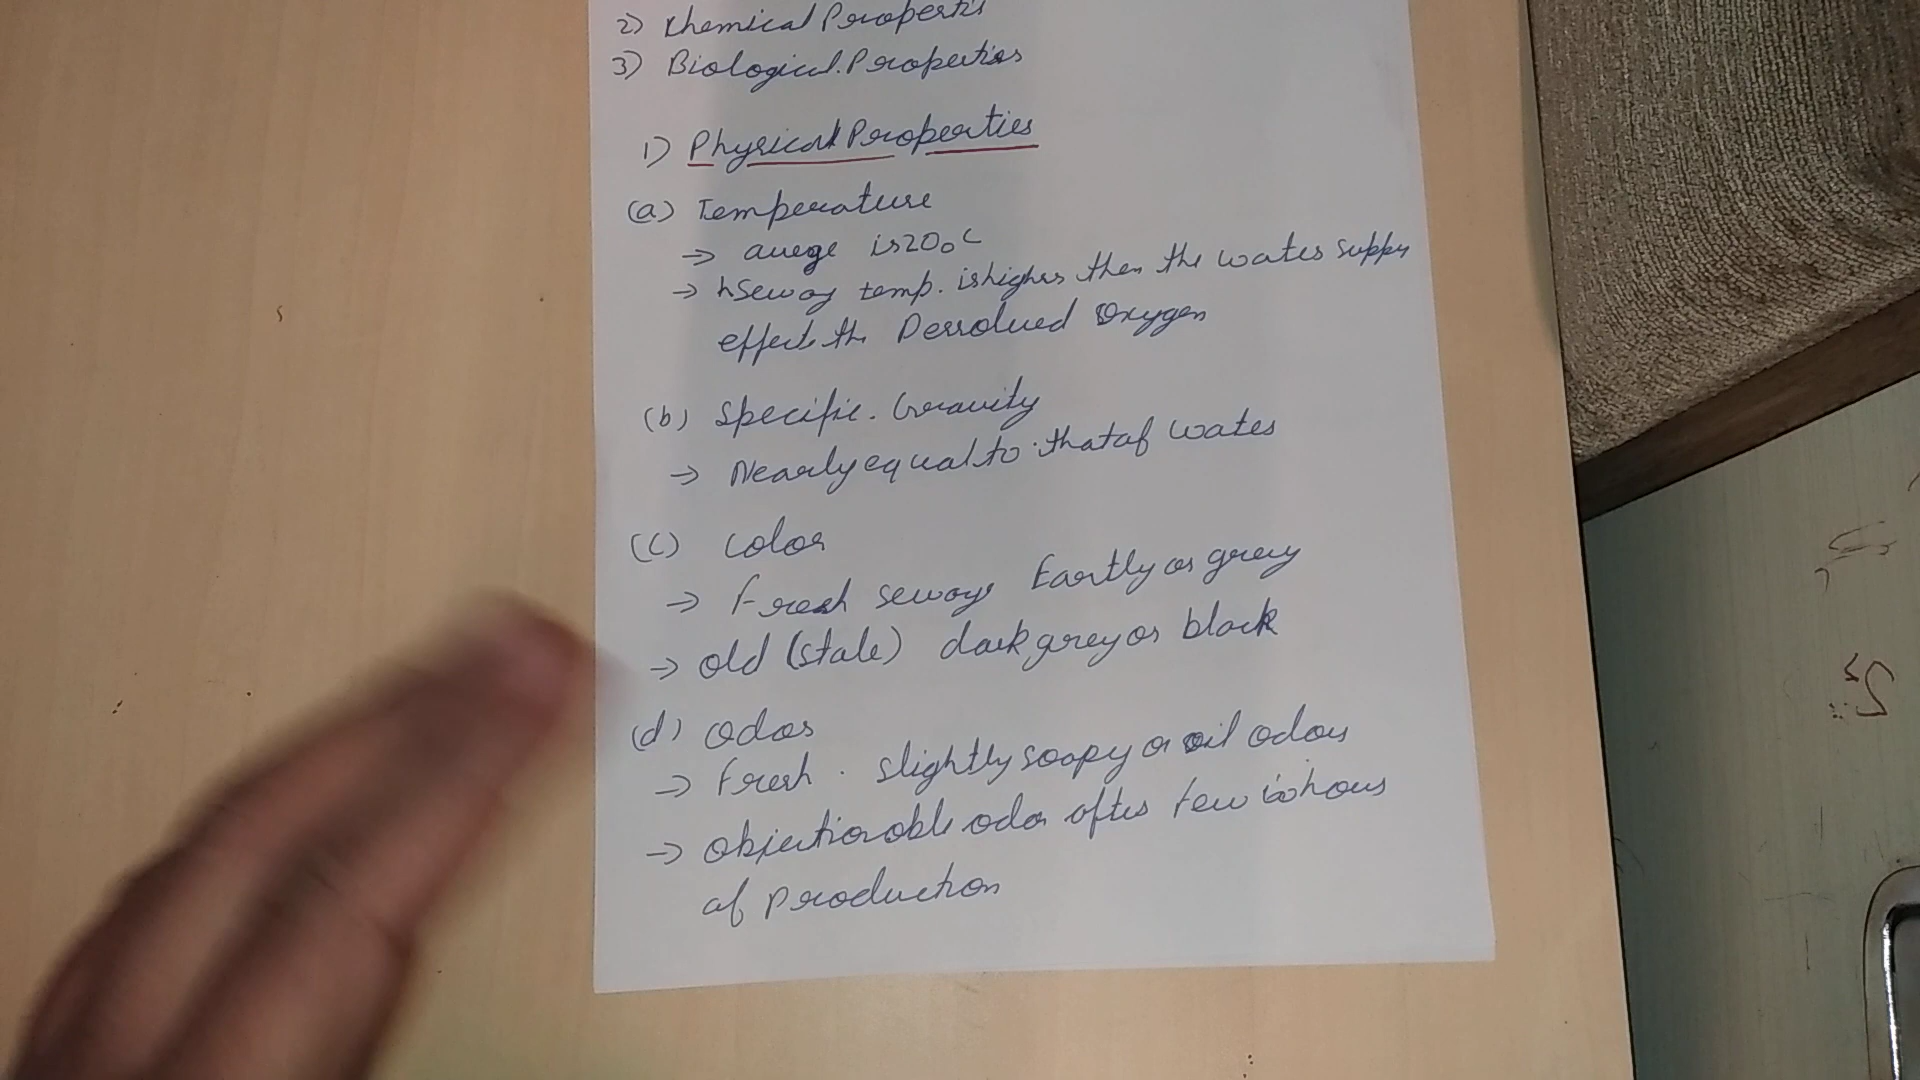 2) Chemical Properties
3) Biological Properties
1) Physical Properties
(a) Temperature
→ average is 20°C
→ Sewag temp. is higher then the water supply
effect the Dessolved Oxygen
(b) Specific. Gravity
→ Nearly equal to that of water
(c) color
→ fresh sewage Eartly or grey
→ old (stale) dark grey or black
(d) Odor
→ fresh. slightly soapy or oil odour
→ objectionable odor after few hours
of production